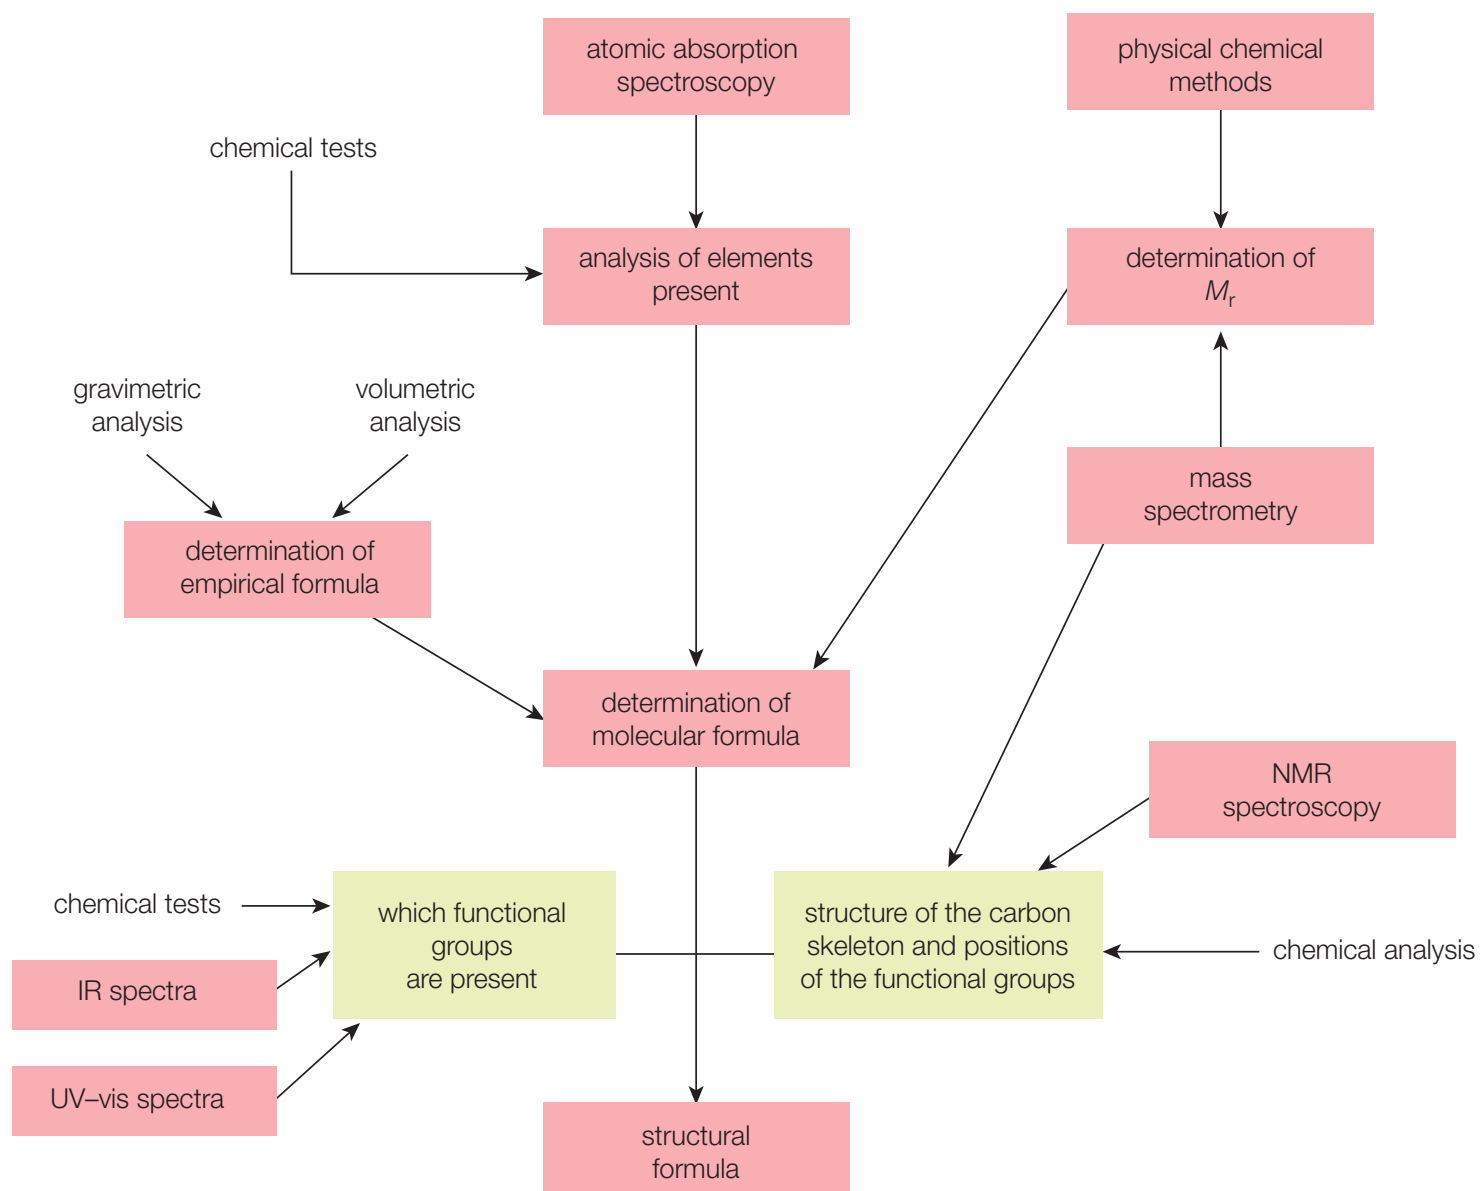 atomic absorption
spectroscopy
physical chemical
methods
chemical tests
analysis of elements
present
determination of
Mr
gravimetric
analysis
volumetric
analysis
mass
spectrometry
determination of
empirical formula
determination of
molecular formula
NMR
spectroscopy
chemical tests
which functional
groups
are present
structure of the carbon
skeleton and positions
of the functional groups
chemical analysis
IR spectra
UV–vis spectra
structural
formula